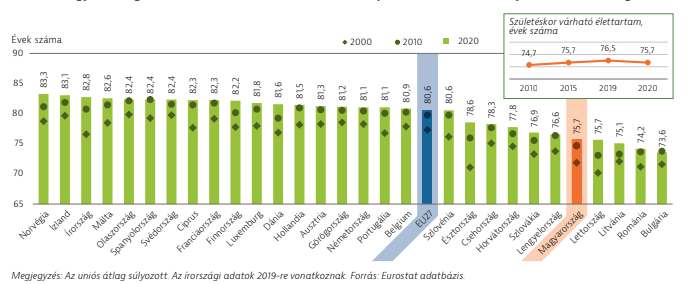 Születéskor várható élettartam,
évek száma
74,7 75,7 76,5 75,7
2010 2015 2019 2020
Évek száma
2000 2010 2020
90
85
80
75
70
65
83,3 83,1 82,8 82,6 82,4 82,4 82,4 82,3 82,3 82,2 81,8 81,6 81,5 81,3 81,2 81,1 81,1 80,9 80,6 80,6 78,6 78,3 77,8 76,9 76,6 75,7 75,7 75,1 74,2 73,6
Norvégia Izland Írország Málta Olaszország Spanyolország Svédország Ciprus Franciaország Finnország Luxemburg Dánia Hollandia Ausztria Görögország Németország Portugália Belgium EU27 Szlovénia Észtország Csehország Horvátország Szlovákia Lengyelország Magyarország Lettország Litvánia Románia Bulgária
Megjegyzés: Az uniós átlag súlyozott. Az írországi adatok 2019-re vonatkoznak. Forrás: Eurostat adatbázis.